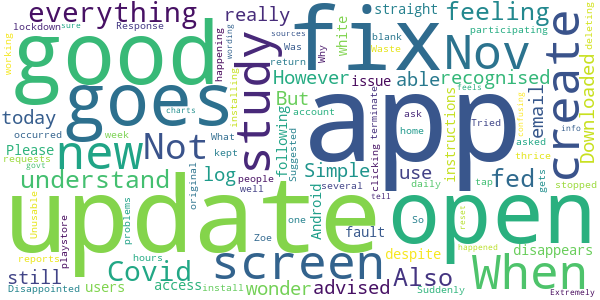 everything
really
straight
feeling
lockdown
sure
Response
sources
Was
Why
white
blank
return
participating
working
good
fix
Nov
create
deleting
happening
wording
Waste
However
issue
able
recognised
goes
study
app
Downloaded
today
occurred
week
charts
But
installing
account
What
kept
ask
home
Tried
asked
info
feels
confusing
emaill
instructions
new
Not
Please
requests
govt
people
well
Suggested
following
clicking
terminate
Simple
Android
use
fed
tap
thrice
stopped
daily
gets
understand
log
several
tell
original
update
open
When
Unusable
problems
one
So
reset
fault
despite
disappears
happened
reports
playstore
still
Covid
hours
screen
Zoe
Also
Suddenly
Disappointed
users
access
install
wonder
advised
Extremely